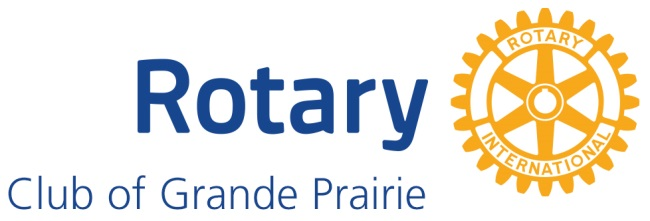 Rotary
Club of Grande Prairie
ROTARY
INTERNATIONAL